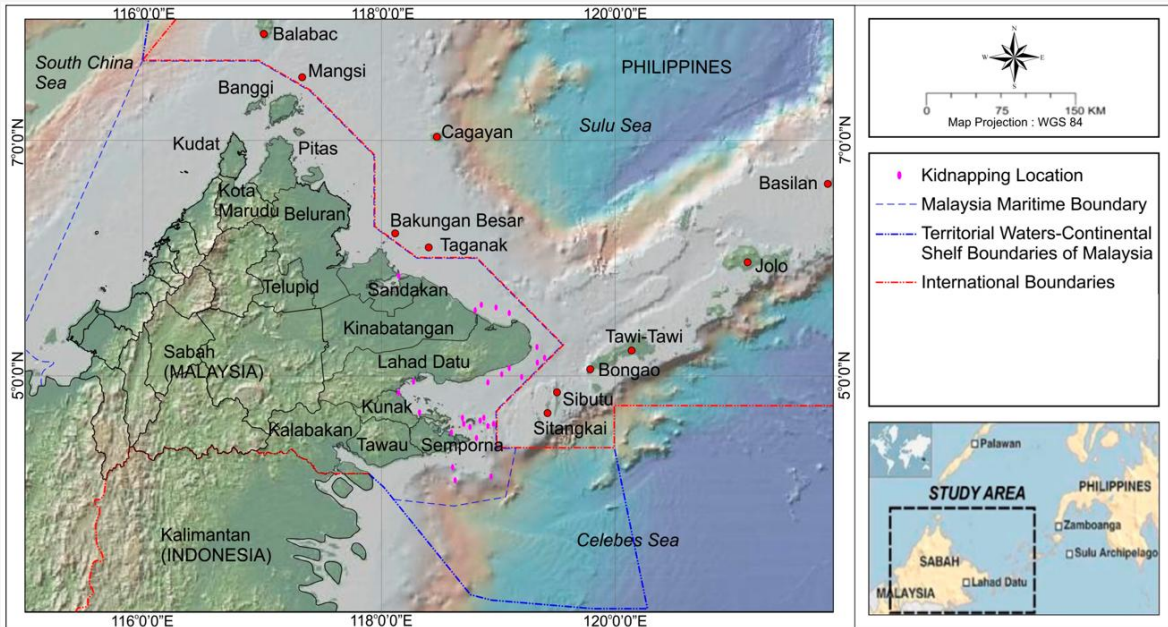 116°0'0"E
118°0'0"E
120°0'0"E
South China
Sea
Balabac
Mangsi
PHILIPPINES
Banggi
Cagayan
Sulu Sea
7°0'0"N
7°0'0"N
Kudat
Pitas
Basilan
Kota
Marudu
Beluran
Bakungan Besar
Taganak
Jolo
Telupid
Sandakan
Kinabatangan
Tawi-Tawi
Sabah
(MALAYSIA)
Lahad Datu
Bongao
5°0'0"N
5°0'0"N
Kunak
Sibutu
Sitangkai
Kalabakan
Tawau
Semporna
Kalimantan
(INDONESIA)
Celebes Sea
116°0'0"E
118°0'0"E
120°0'0"E
N
W
E
S
0 75 150 KM
Map Projection : WGS 84
Kidnapping Location
Malaysia Maritime Boundary
Territorial Waters-Continental
Shelf Boundaries of Malaysia
International Boundaries
Palawan
STUDY AREA
PHILIPPINES
Zamboanga
Sulu Archipelago
SABAH
Lahad Datu
MALAYSIA